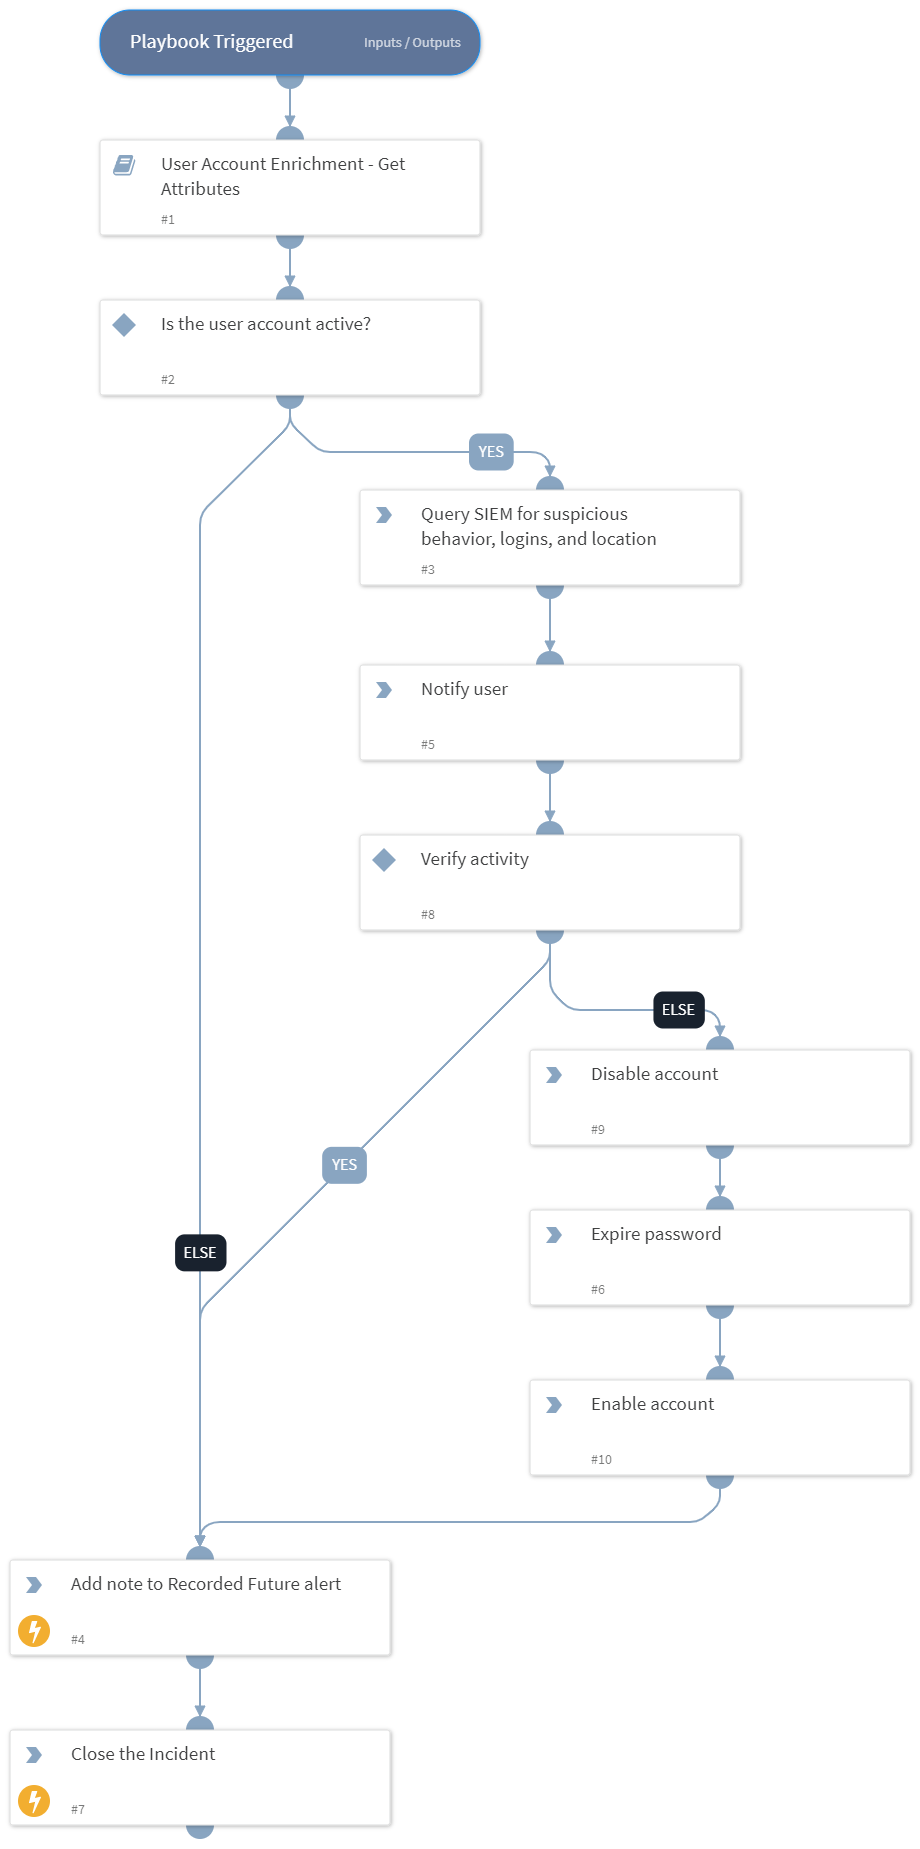 Playbook Triggered
Inputs / Outputs
User Account Enrichment - Get
Attributes
#1
Is the user account active?
#2
YES
Query SIEM for suspicious
behavior, logins, and location
#3
Notify user
#5
Verify activity
#8
ELSE
Disable account
#9
YES
Expire password
#6
ELSE
Enable account
#10
Add note to Recorded Future alert
#4
Close the Incident
#7